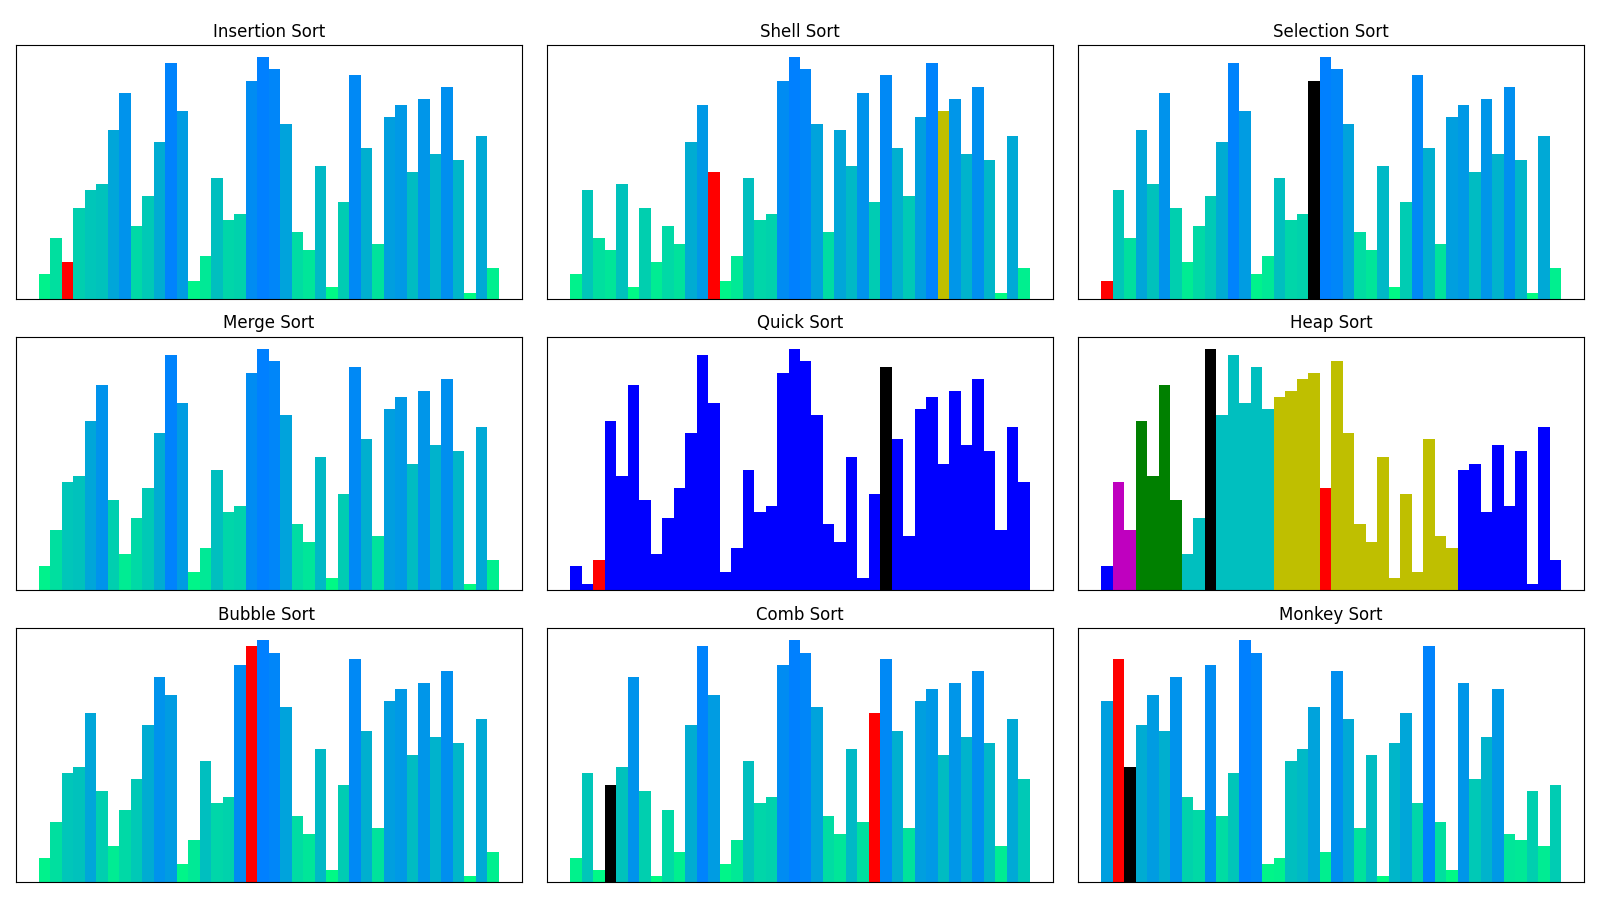 Insertion Sort
Shell Sort
Selection Sort
Merge Sort
Quick Sort
Heap Sort
Bubble Sort
Comb Sort
Monkey Sort